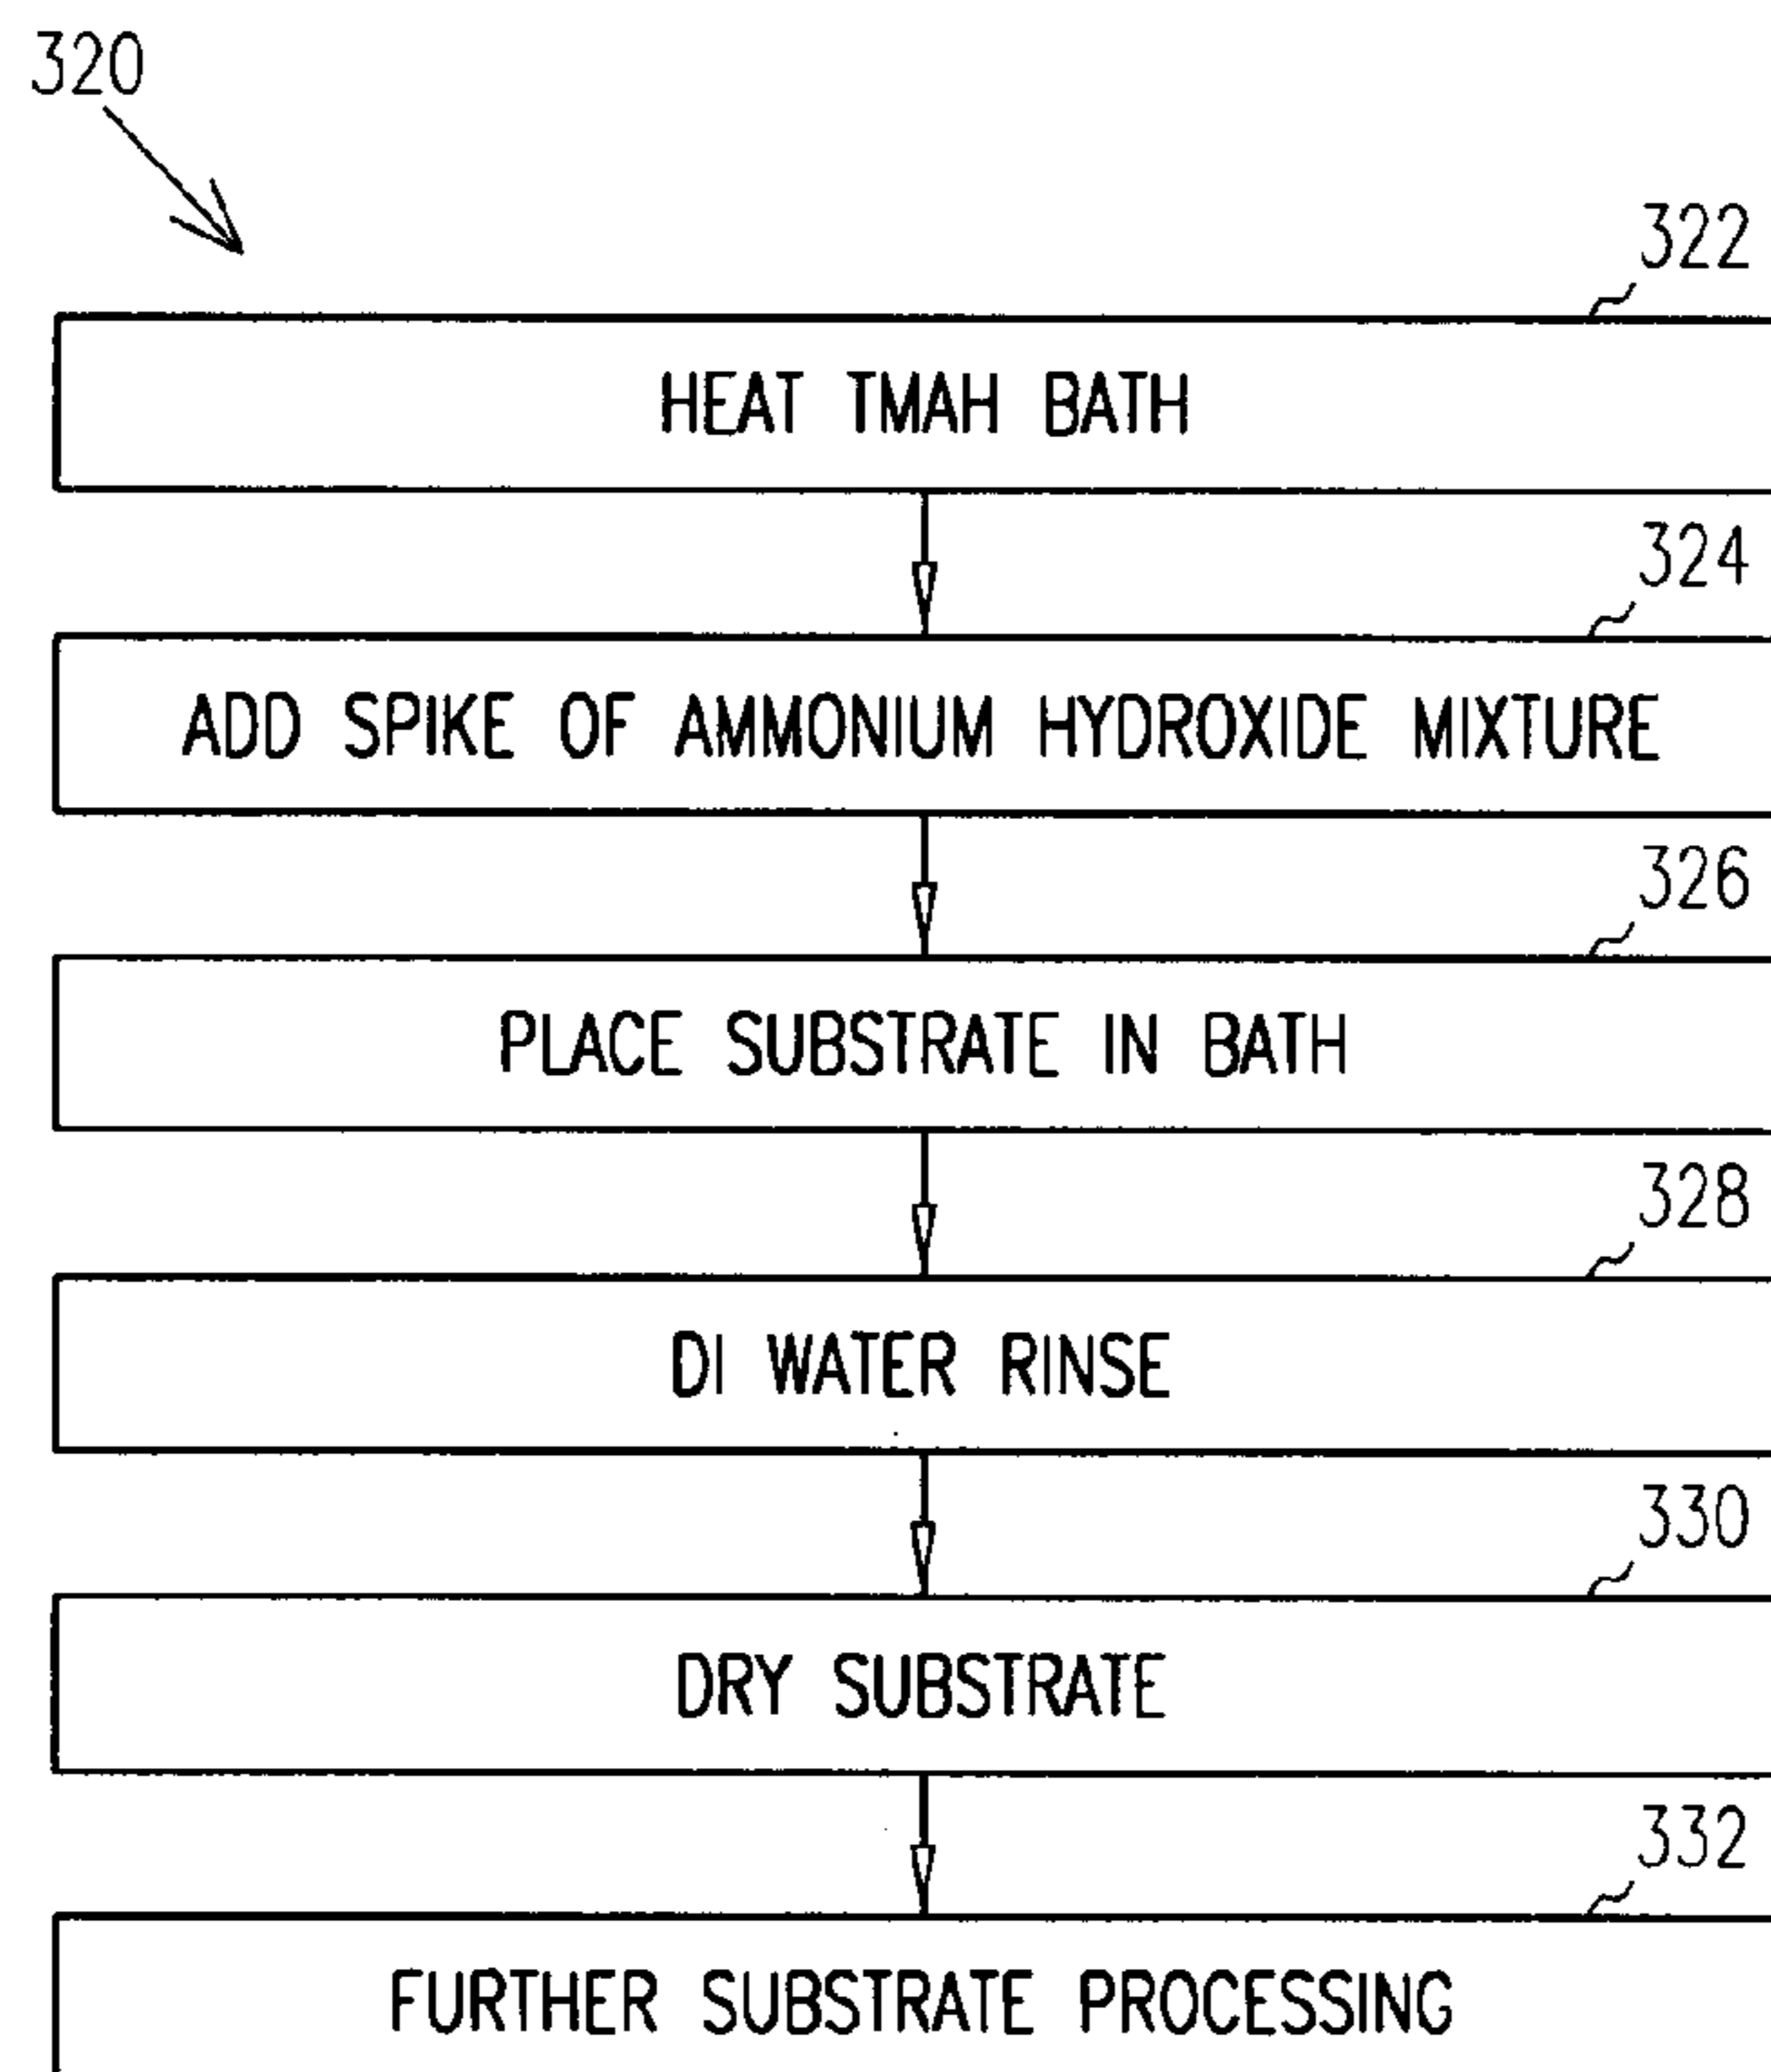 320
322
HEAT TMAH BATH
324
ADD SPIKE OF AMMONIUM HYDROXIDE MIXTURE
326
PLACE SUBSTRATE IN BATH
328
DI WATER RINSE
330
DRY SUBSTRATE
332
FURTHER SUBSTRATE PROCESSING